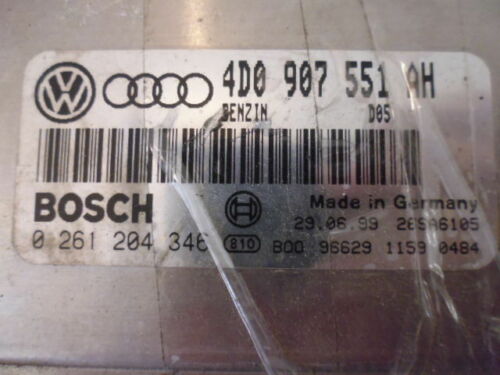 4D0 907 551 AH
BENZIN D05
BOSCH
Made in Germany
29.06.99 26SA6105
0 261 204 346 810 B00 96629 1159 0484